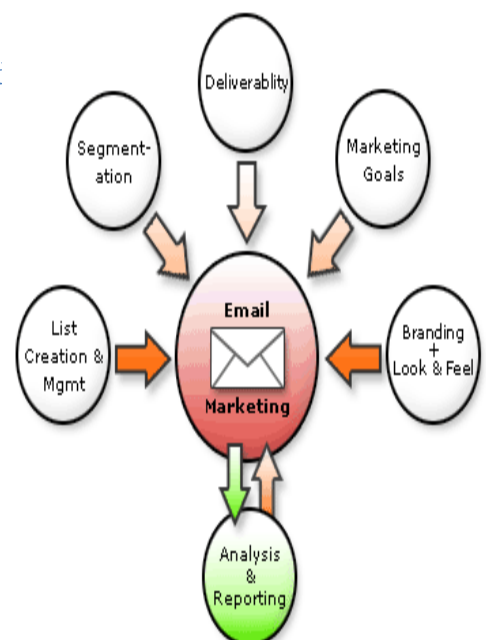 Deliverablity
Segment-
ation
Marketing
Goals
Email
Marketing
List
Creation &
Mgmt
Branding
+
Look & Feel
Analysis
&
Reporting